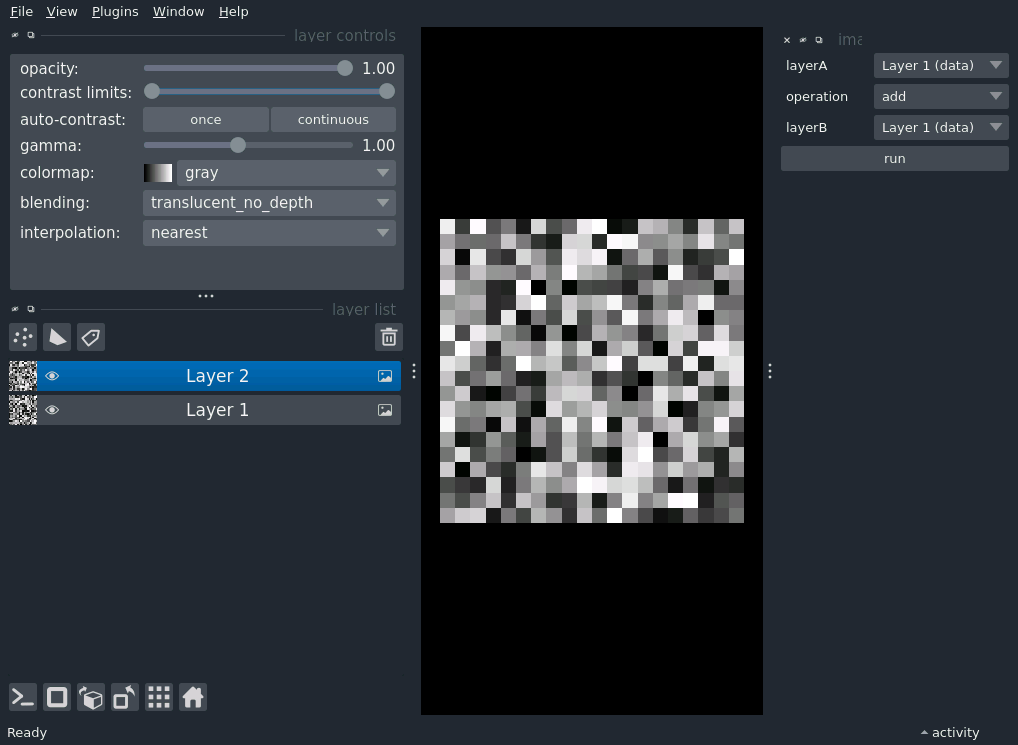 File View Plugins Window Help
layer controls
opacity: 1.00
contrast limits:
auto-contrast: once continuous
gamma: 1.00
colormap: gray
blending: translucent_no_depth
interpolation: nearest
layer list
Layer 2
Layer 1
ima
layerA Layer 1 (data)
operation add
layerB Layer 1 (data)
run
Ready
activity